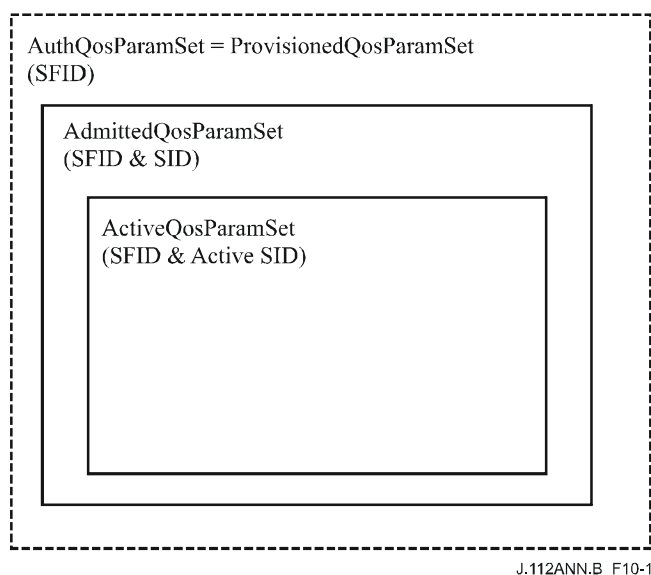 AuthQosParamSet = ProvisionedQosParamSet
(SFID)
AdmittedQosParamSet
(SFID & SID)
ActiveQosParamSet
(SFID & Active SID)
J.112ANN.B F10-1